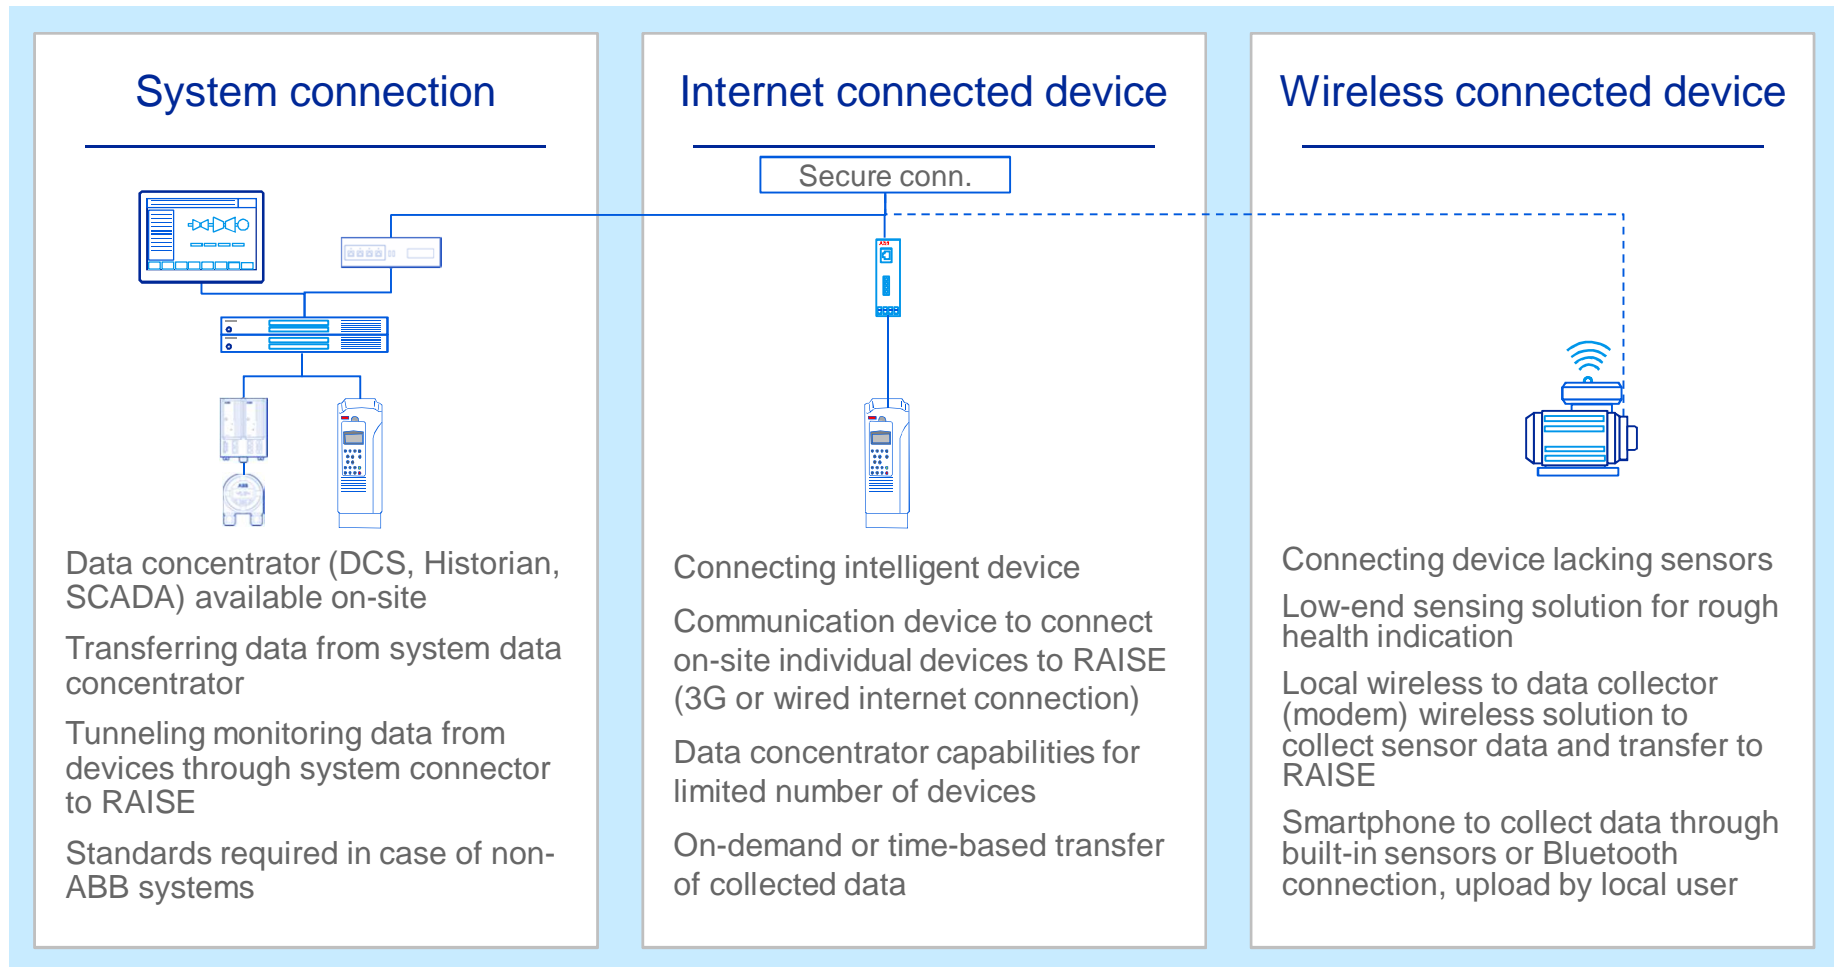 System connection
Data concentrator (DCS, Historian,
SCADA) available on-site
Transferring data from system data
concentrator
Tunneling monitoring data from
devices through system connector
to RAISE
Standards required in case of non-
ABB systems
Internet connected device
Secure conn.
ABB
Connecting intelligent device
Communication device to connect
on-site individual devices to RAISE
(3G or wired internet connection)
Data concentrator capabilities for
limited number of devices
On-demand or time-based transfer
of collected data
Wireless connected device
Connecting device lacking sensors
Low-end sensing solution for rough
health indication
Local wireless to data collector
(modem) wireless solution to
collect sensor data and transfer to
RAISE
Smartphone to collect data through
built-in sensors or Bluetooth
connection, upload by local user